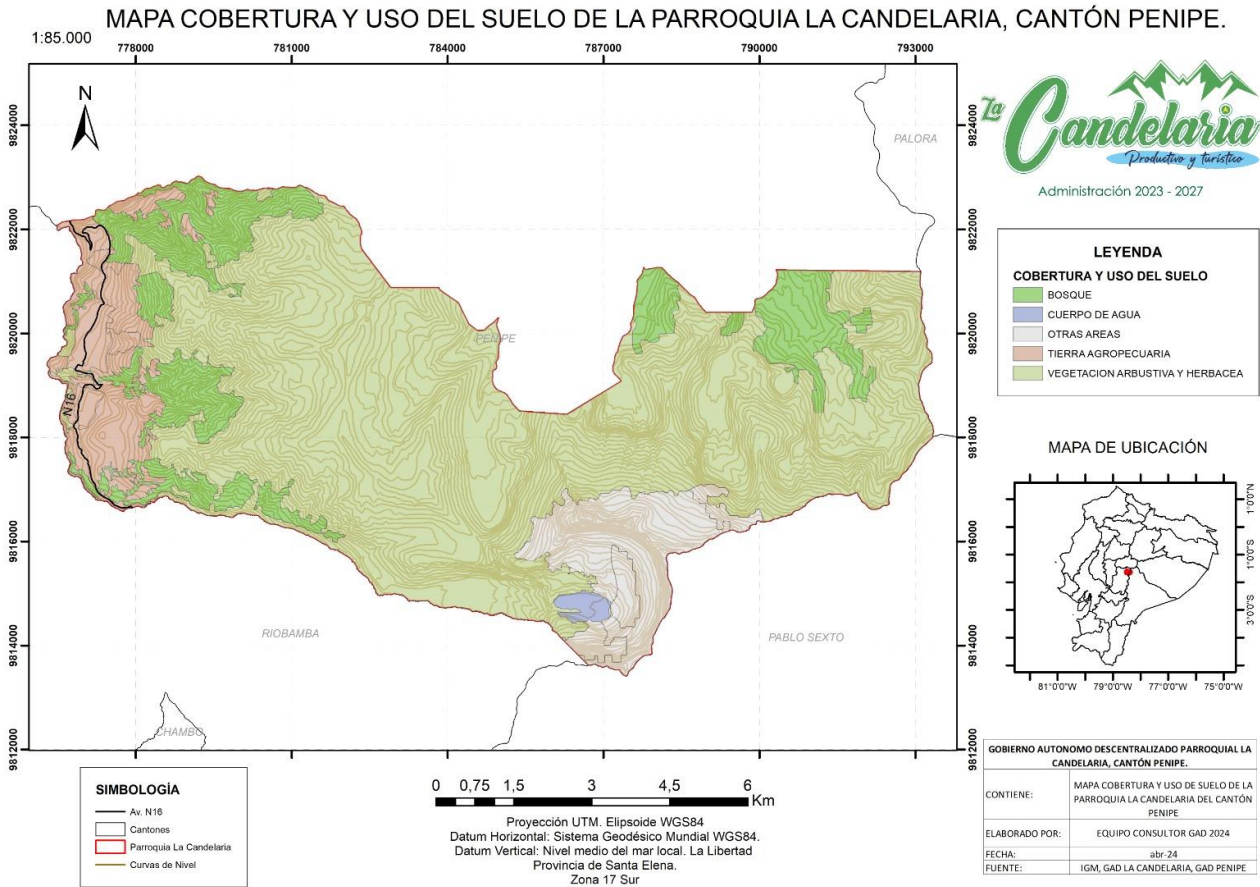 MAPA COBERTURA Y USO DEL SUELO DE LA PARROQUIA LA CANDELARIA, CANTÓN PENIPE.
1:85.000
778000
781000
784000
787000
790000
793000
N
9824000
9822000
9820000
9818000
9816000
9814000
9812000
9824000
9822000
9820000
9818000
9816000
9814000
9812000
PALORA
PENIPE
N16
RIOBAMBA
PABLO SEXTO
CHAMBO
La Candelaria
Productivo y turístico
Administración 2023 - 2027
LEYENDA
COBERTURA Y USO DEL SUELO
BOSQUE
CUERPO DE AGUA
OTRAS AREAS
TIERRA AGROPECUARIA
VEGETACION ARBUSTIVA Y HERBACEA
MAPA DE UBICACIÓN
1°0'0"N
1°0'0"S
3°0'0"S
81°0'0"W
79°0'0"W
77°0'0"W
75°0'0"W
SIMBOLOGÍA
Av. N16
Cantones
Parroquia La Candelaria
Curvas de Nivel
0 0,75 1,5 3 4,5 6
Km
Proyección UTM. Elipsoide WGS84
Datum Horizontal: Sistema Geodésico Mundial WGS84.
Datum Vertical: Nivel medio del mar local. La Libertad
Provincia de Santa Elena.
Zona 17 Sur
GOBIERNO AUTONOMO DESCENTRALIZADO PARROQUIAL LA
CANDELARIA, CANTÓN PENIPE.
CONTIENE:
MAPA COBERTURA Y USO DE SUELO DE LA
PARROQUIA LA CANDELARIA DEL CANTÓN
PENIPE
ELABORADO POR:
EQUIPO CONSULTOR GAD 2024
FECHA:
abr-24
FUENTE:
IGM, GAD LA CANDELARIA, GAD PENIPE